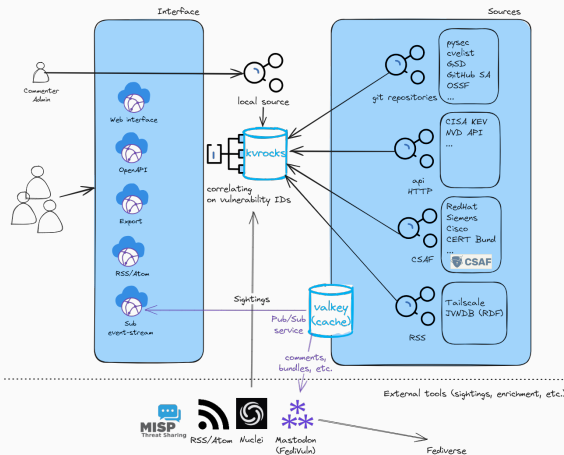 Interface
Sources
Commenter
Admin
Web interface
OpenAPI
Export
RSS/Atom
Sub
event-stream
local source
kvrocks
correlating
on vulnerability IDs
Sightings
Pub/Sub
service
valkey
(cache)
comments,
bundles, etc.
git repositories
pysec
cvelist
GSD
GitHub SA
OSSF
...
api
HTTP
CISA KEV
NVD API
...
CSAF
RedHat
Siemens
Cisco
CERT Bund
...
CSAF
RSS
Tailscale
JVNDB (RDF)
External tools (sightings, enrichment, etc.)
MISP
Threat Sharing
RSS/Atom
Nuclei
Mastodon
(FediVuln)
Fediverse